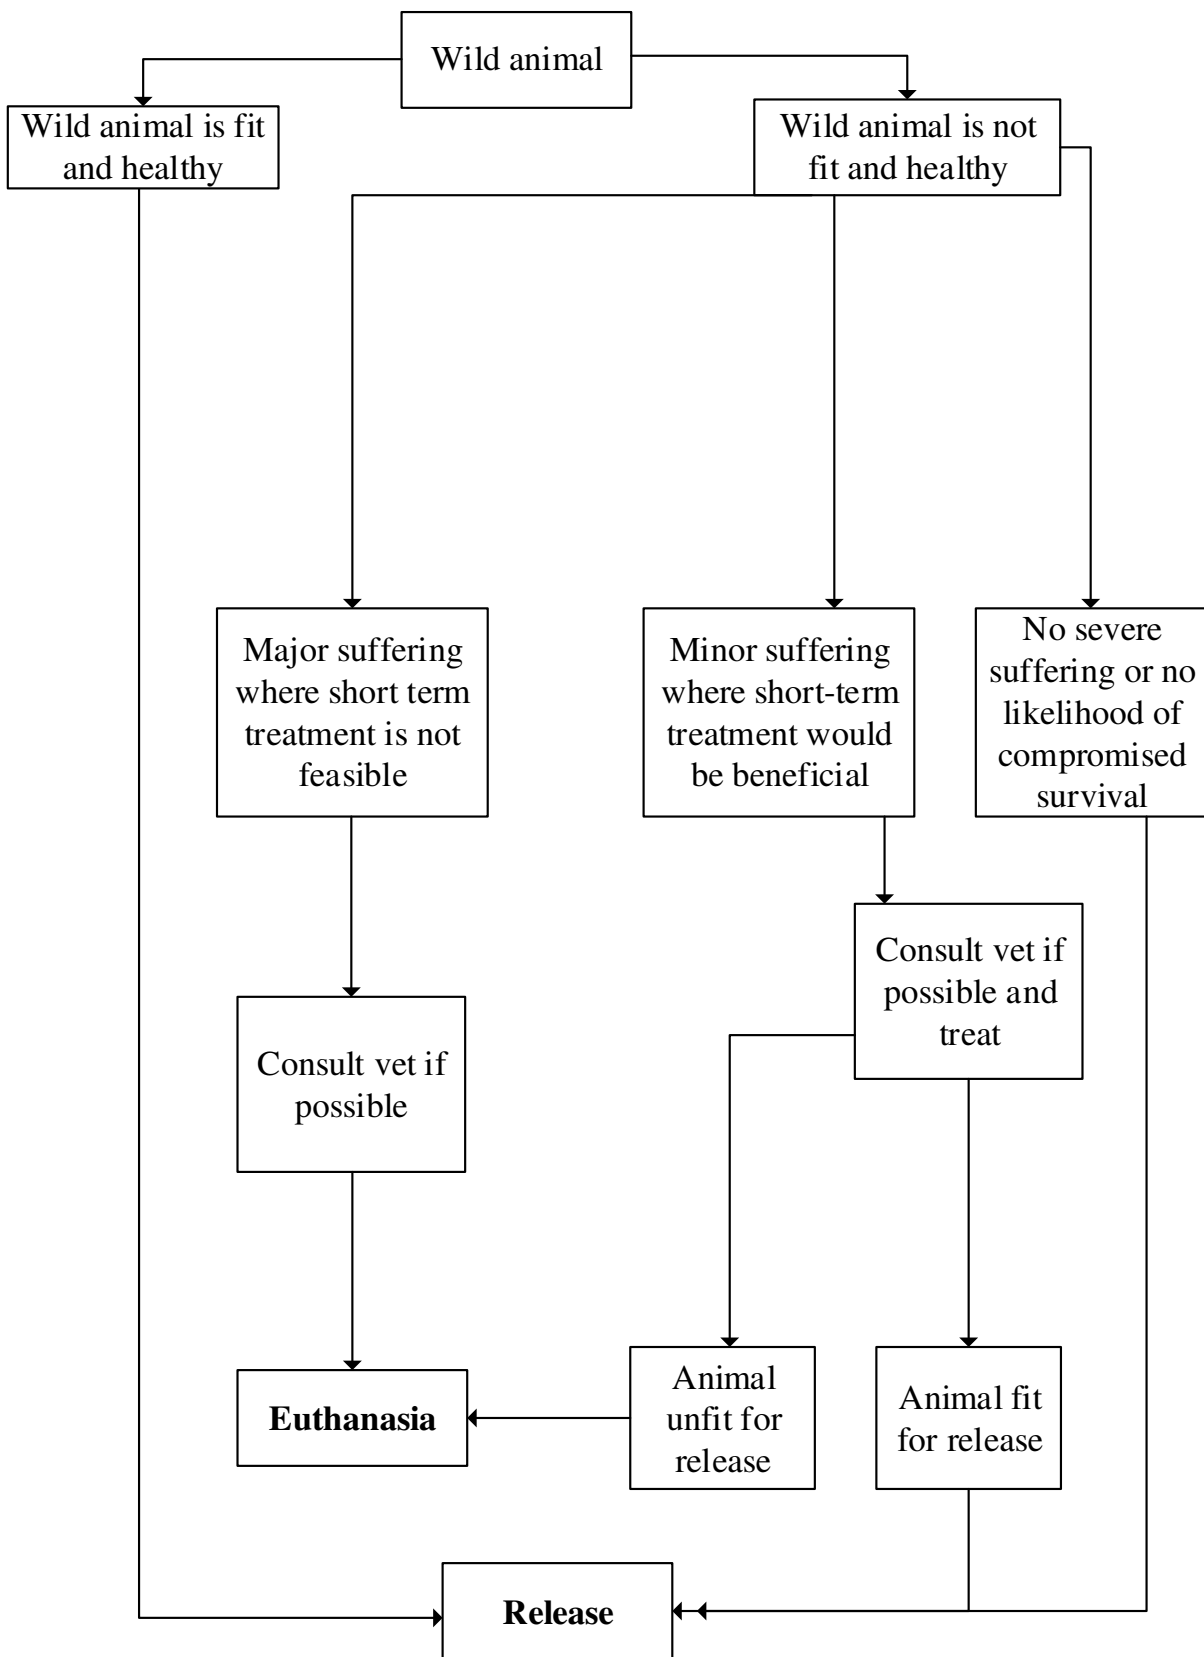 Wild animal
Wild animal is fit
and healthy
Wild animal is not
fit and healthy
Major suffering
where short term
treatment is not
feasible
Minor suffering
where short-term
treatment would
be beneficial
No severe
suffering or no
likelihood of
compromised
survival
Consult vet if
possible and
treat
Consult vet if
possible
Euthanasia
Animal
unfit for
release
Animal fit
for release
Release